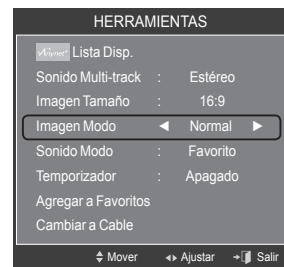 HERRAMIENTAS
Anynet+ Lista Disp.
Sonido Multi-track : Estéreo
Imagen Tamaño : 16:9
Imagen Modo ◄ Normal ►
Sonido Modo : Favorito
Temporizador : Apagado
Agregar a Favoritos
Cambiar a Cable
Mover Ajustar Salir